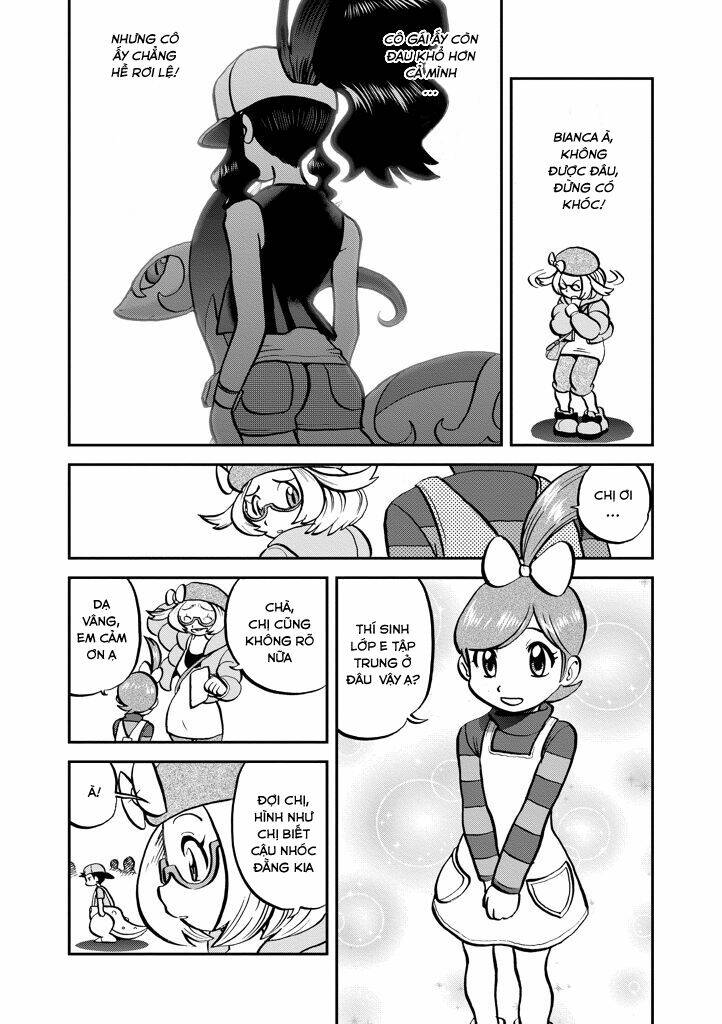 BIANCA À,
KHÔNG
ĐƯỢC ĐÂU,
ĐỪNG CÓ
KHÓC!
CÔ GÁI ẤY CÒN
ĐAU KHỔ HƠN
CẢ MÌNH
...
NHƯNG CÔ
ẤY CHẲNG
HỀ RƠI LỆ!
CHỊ ƠI
...
THÍ SINH
LỚP E TẬP
TRUNG Ở
ĐÂU VẬY Ạ?
CHÀ,
CHỊ CŨNG
KHÔNG RÕ
NỮA
DẠ
VÂNG,
EM CẢM
ƠN Ạ
ĐỢI CHỊ,
HÌNH NHƯ
CHỊ BIẾT
CẬU NHÓC
ĐẰNG KIA
À!